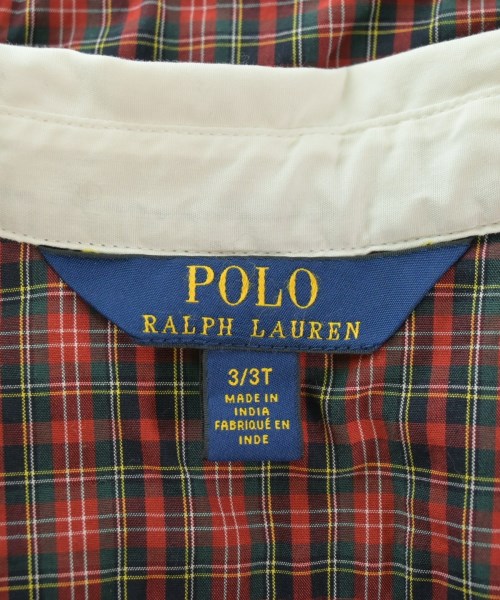 POLO
RALPH LAUREN
3/3T
MADE IN
INDIA
FABRIQUÉ EN
INDE